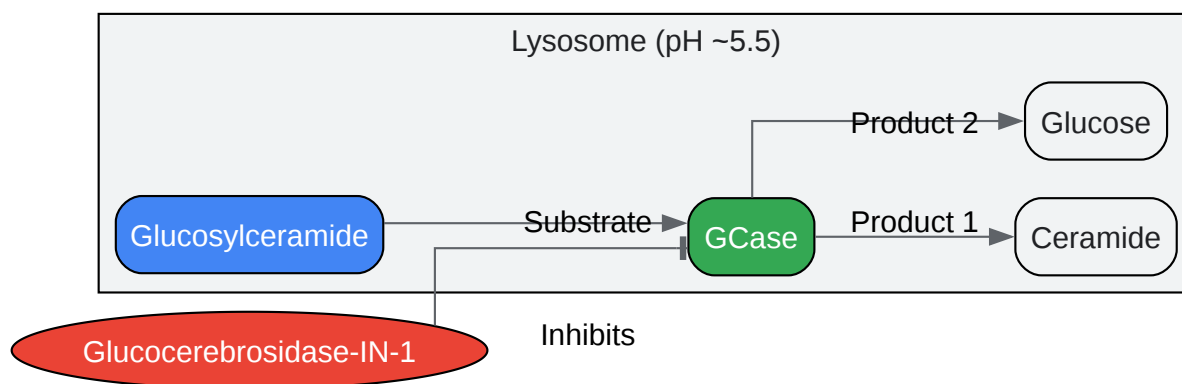 Lysosome (pH ~5.5)
Product 2
Glucose
Glucosylceramide
Substrate
GCase
Product 1
Ceramide
Inhibits
Glucocerebrosidase-IN-1